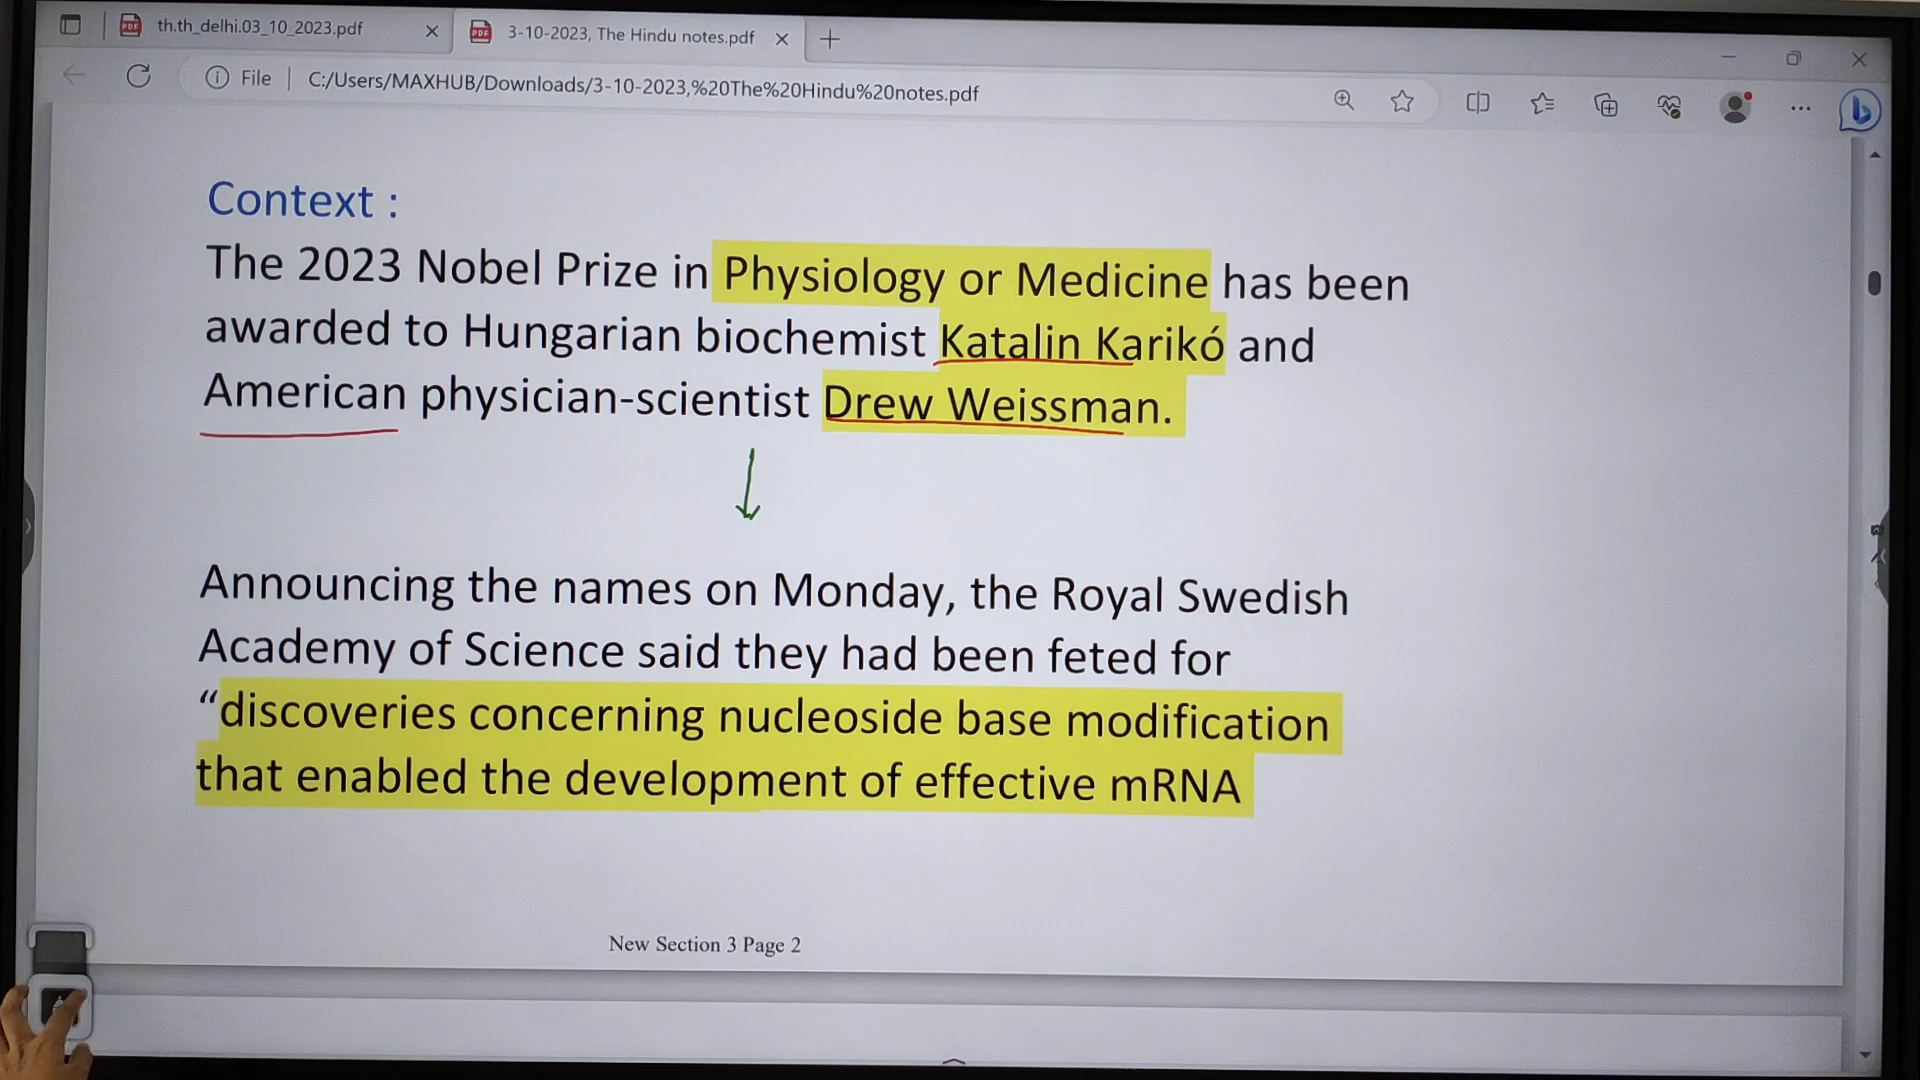 th.th_delhi.03_10_2023.pdf
3-10-2023, The Hindu notes.pdf
File
C:/Users/MAXHUB/Downloads/3-10-2023,%20The%20Hindu%20notes.pdf
Context :
The 2023 Nobel Prize in Physiology or Medicine has been
awarded to Hungarian biochemist Katalin Karikó and
American physician-scientist Drew Weissman.
Announcing the names on Monday, the Royal Swedish
Academy of Science said they had been feted for
“discoveries concerning nucleoside base modification
that enabled the development of effective mRNA
New Section 3 Page 2